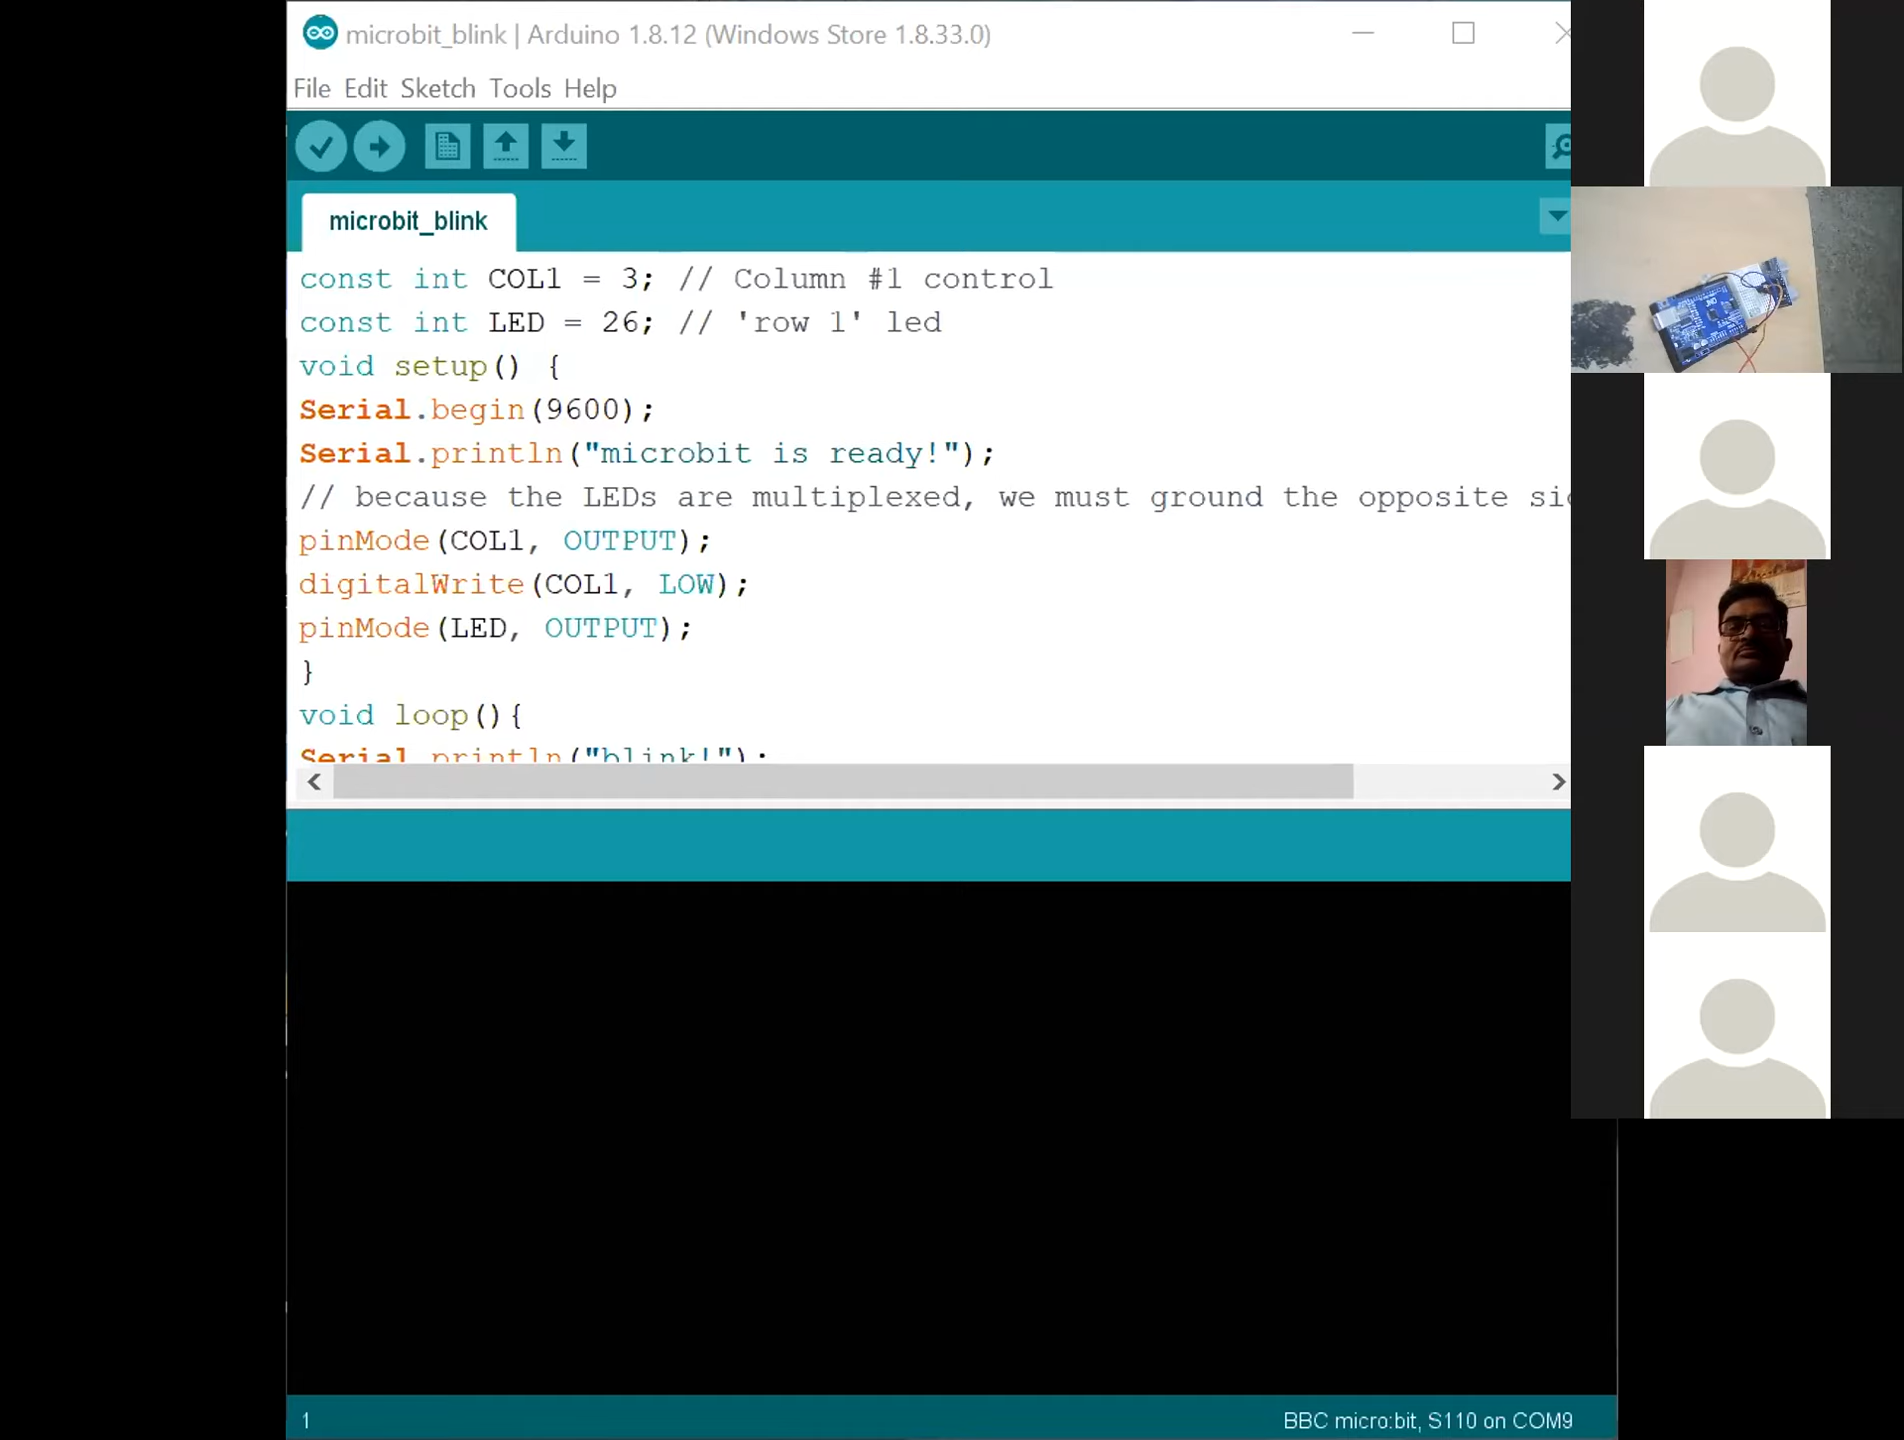 microbit_blink | Arduino 1.8.12 (Windows Store 1.8.33.0)
File Edit Sketch Tools Help
microbit_blink
const int COL1 = 3; // Column #1 control
const int LED = 26; // 'row 1' led
void setup() {
Serial.begin(9600);
Serial.println("microbit is ready!");
// because the LEDs are multiplexed, we must ground the opposite
pinMode(COL1, OUTPUT);
digitalWrite(COL1, LOW);
pinMode(LED, OUTPUT);
}
void loop(){
Serial.println("blink!");
1
BBC micro:bit, S110 on COM9